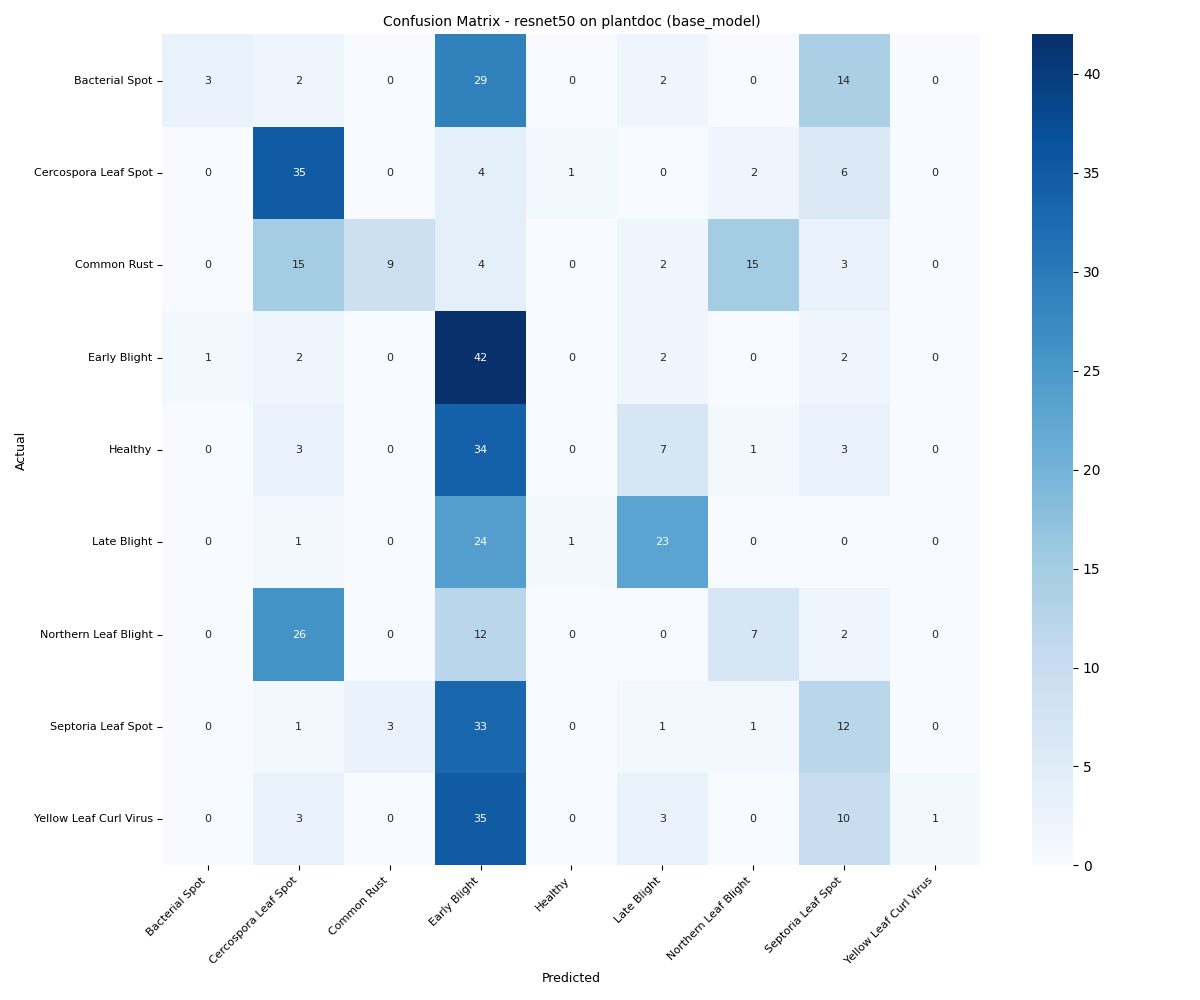 Confusion Matrix - resnet50 on plantdoc (base_model)
Actual
Bacterial Spot 3 2 0 29 0 2 0 14 0
Cercospora Leaf Spot 0 35 0 4 1 0 2 6 0
Common Rust 0 15 9 4 0 2 15 3 0
Early Blight 1 2 0 42 0 2 0 2 0
Healthy 0 3 0 34 0 7 1 3 0
Late Blight 0 1 0 24 1 23 0 0 0
Northern Leaf Blight 0 26 0 12 0 0 7 2 0
Septoria Leaf Spot 0 1 3 33 0 1 1 12 0
Yellow Leaf Curl Virus 0 3 0 35 0 3 0 10 1
Bacterial Spot
Cercospora Leaf Spot
Common Rust
Early Blight
Healthy
Late Blight
Northern Leaf Blight
Septoria Leaf Spot
Yellow Leaf Curl Virus
Predicted
40
35
30
25
20
15
10
5
0